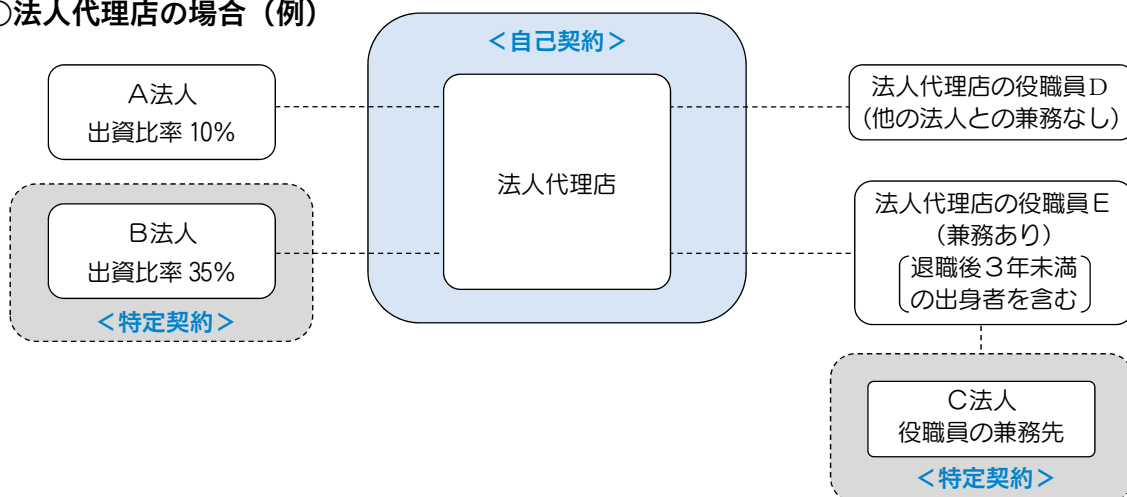 ○法人代理店の場合（例）
＜自己契約＞
A法人
出資比率 10%
法人代理店
法人代理店の役職員D
（他の法人との兼務なし）
B法人
出資比率 35%
＜特定契約＞
法人代理店の役職員E
（兼務あり）
〔退職後３年未満
の出身者を含む〕
C法人
役職員の兼務先
＜特定契約＞